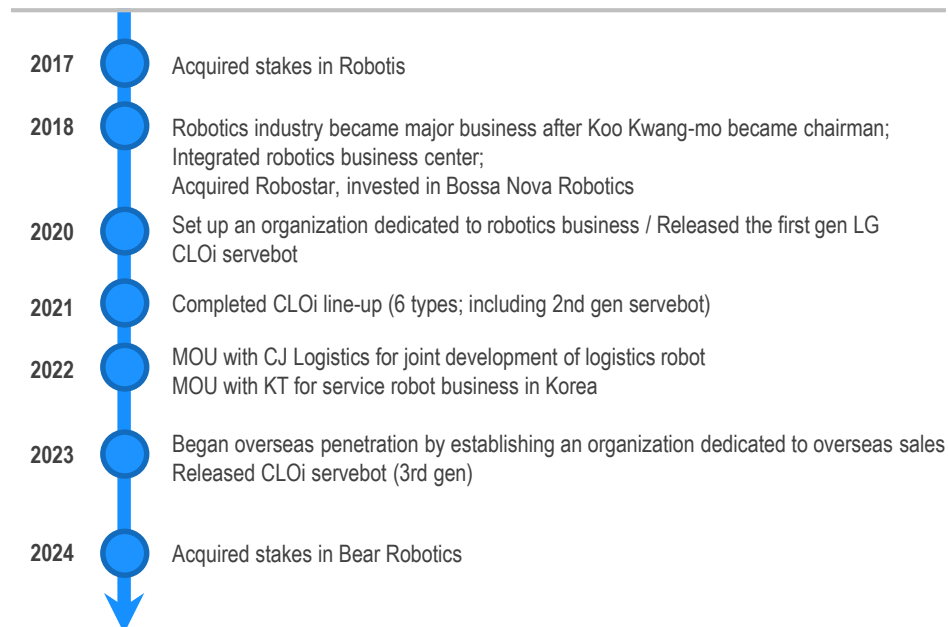 2017 Acquired stakes in Robotis
2018 Robotics industry became major business after Koo Kwang-mo became chairman;
Integrated robotics business center;
Acquired Robostar, invested in Bossa Nova Robotics
2020 Set up an organization dedicated to robotics business / Released the first gen LG
CLOi servebot
2021 Completed CLOi line-up (6 types; including 2nd gen servebot)
2022 MOU with CJ Logistics for joint development of logistics robot
MOU with KT for service robot business in Korea
2023 Began overseas penetration by establishing an organization dedicated to overseas sales
Released CLOi servebot (3rd gen)
2024 Acquired stakes in Bear Robotics